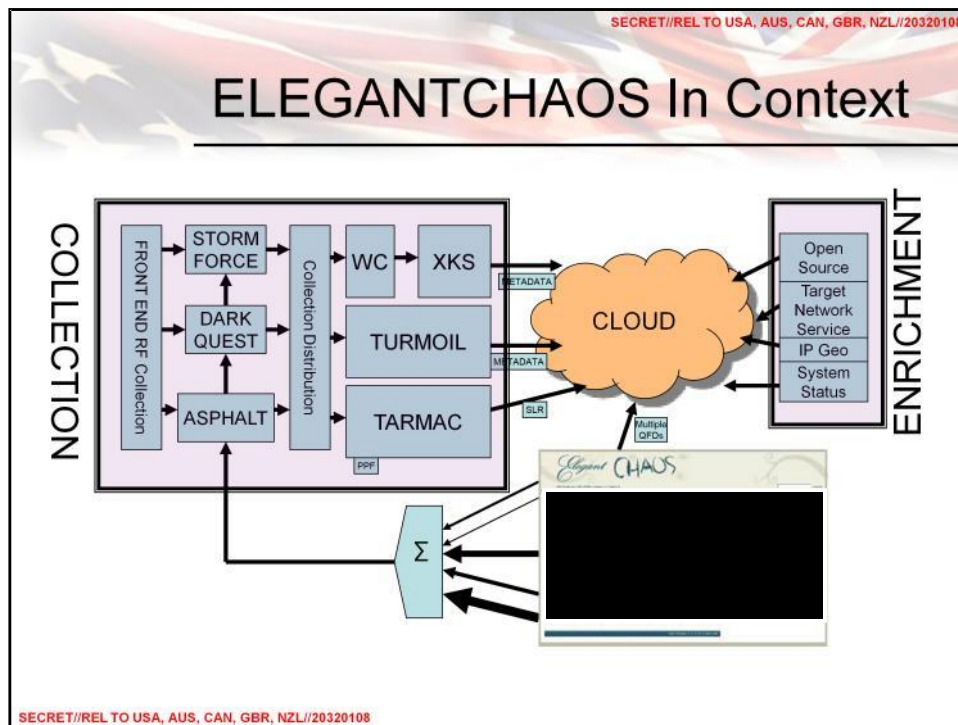 SECRET//REL TO USA, AUS, CAN, GBR, NZL//20320108
ELEGANTCHAOS In Context
COLLECTION
FRONT END RF Collection
STORM
FORCE
DARK
QUEST
ASPHALT
Collection Distribution
WC
XKS
TURMOIL
TARMAC
PPF
METADATA
METADATA
SLR
CLOUD
Multiple
QFDs
Open
Source
Target
Network
Service
IP Geo
System
Status
ENRICHMENT
Σ
Elegant CHAOS
SECRET//REL TO USA, AUS, CAN, GBR, NZL//20320108